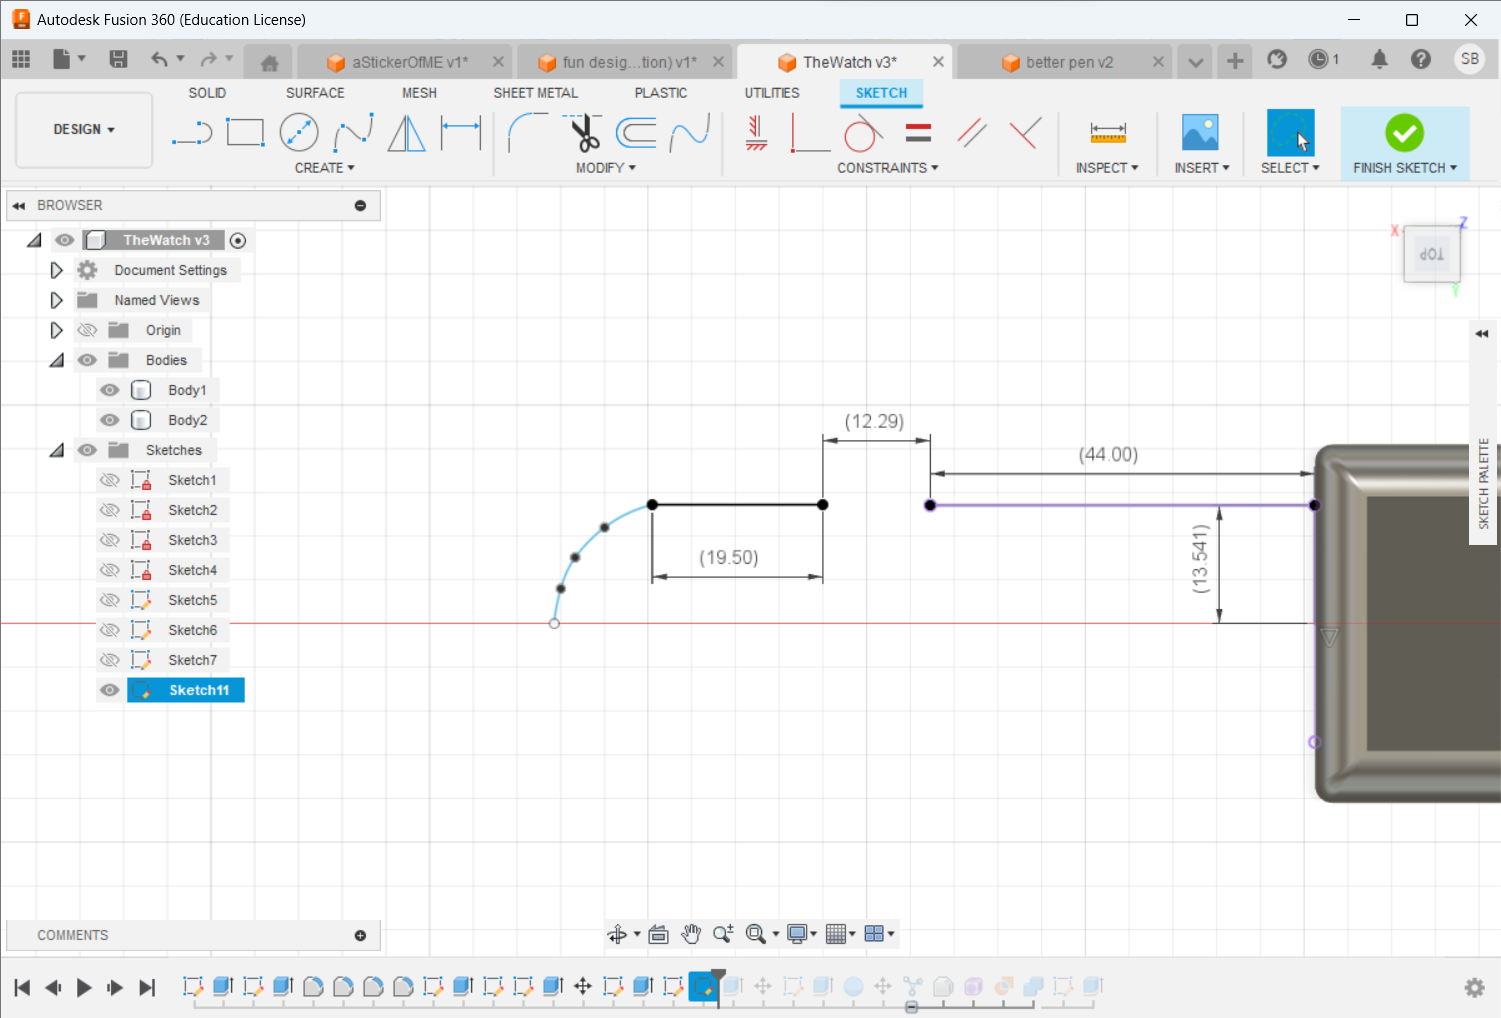 Autodesk Fusion 360 (Education License)
aStickerOfME v1*
fun desig...tion) v1*
TheWatch v3*
better pen v2
1
SB
SOLID
SURFACE
MESH
SHEET METAL
PLASTIC
UTILITIES
SKETCH
DESIGN
CREATE
MODIFY
CONSTRAINTS
INSPECT
INSERT
SELECT
FINISH SKETCH
BROWSER
TheWatch v3
Document Settings
Named Views
Origin
Bodies
Body1
Body2
Sketches
Sketch1
Sketch2
Sketch3
Sketch4
Sketch5
Sketch6
Sketch7
Sketch11
(12.29)
(44.00)
(19.50)
(13.541)
X
Z
TOP
Y
SKETCH PALETTE
COMMENTS